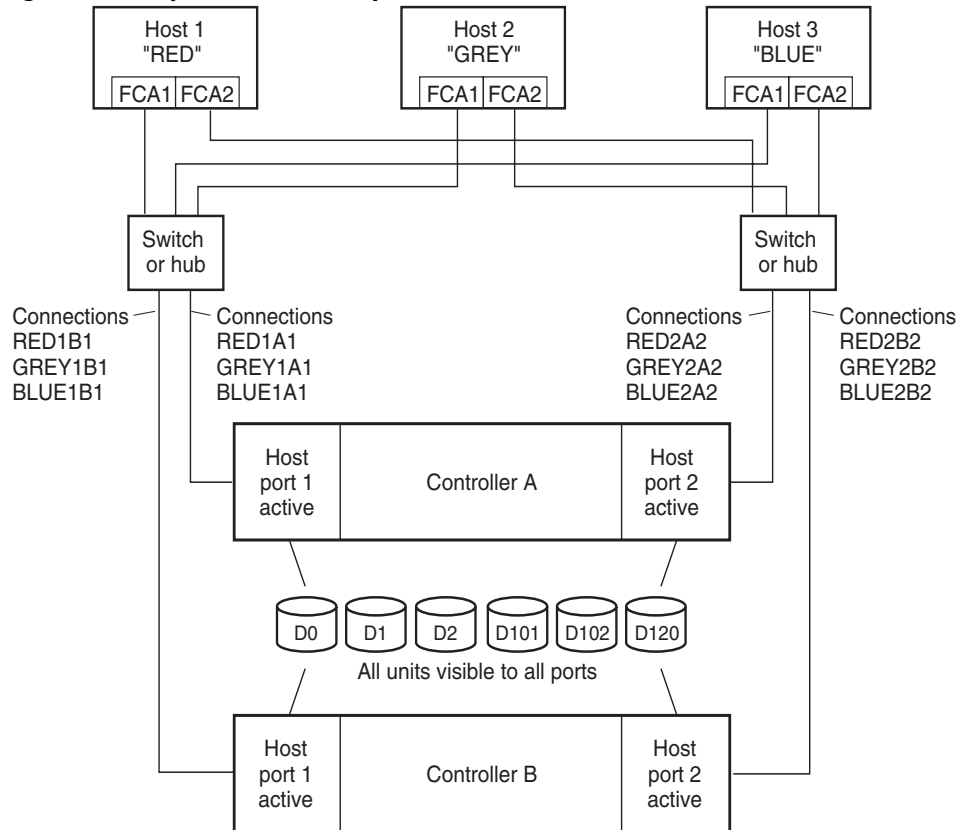 Host 1
"RED"
FCA1 FCA2
Host 2
"GREY"
FCA1 FCA2
Host 3
"BLUE"
FCA1 FCA2
Switch
or hub
Switch
or hub
Connections
RED1B1
GREY1B1
BLUE1B1
Connections
RED1A1
GREY1A1
BLUE1A1
Connections
RED2A2
GREY2A2
BLUE2A2
Connections
RED2B2
GREY2B2
BLUE2B2
Host
port 1
active
Controller A
Host
port 2
active
D0 D1 D2 D101 D102 D120
All units visible to all ports
Host
port 1
active
Controller B
Host
port 2
active